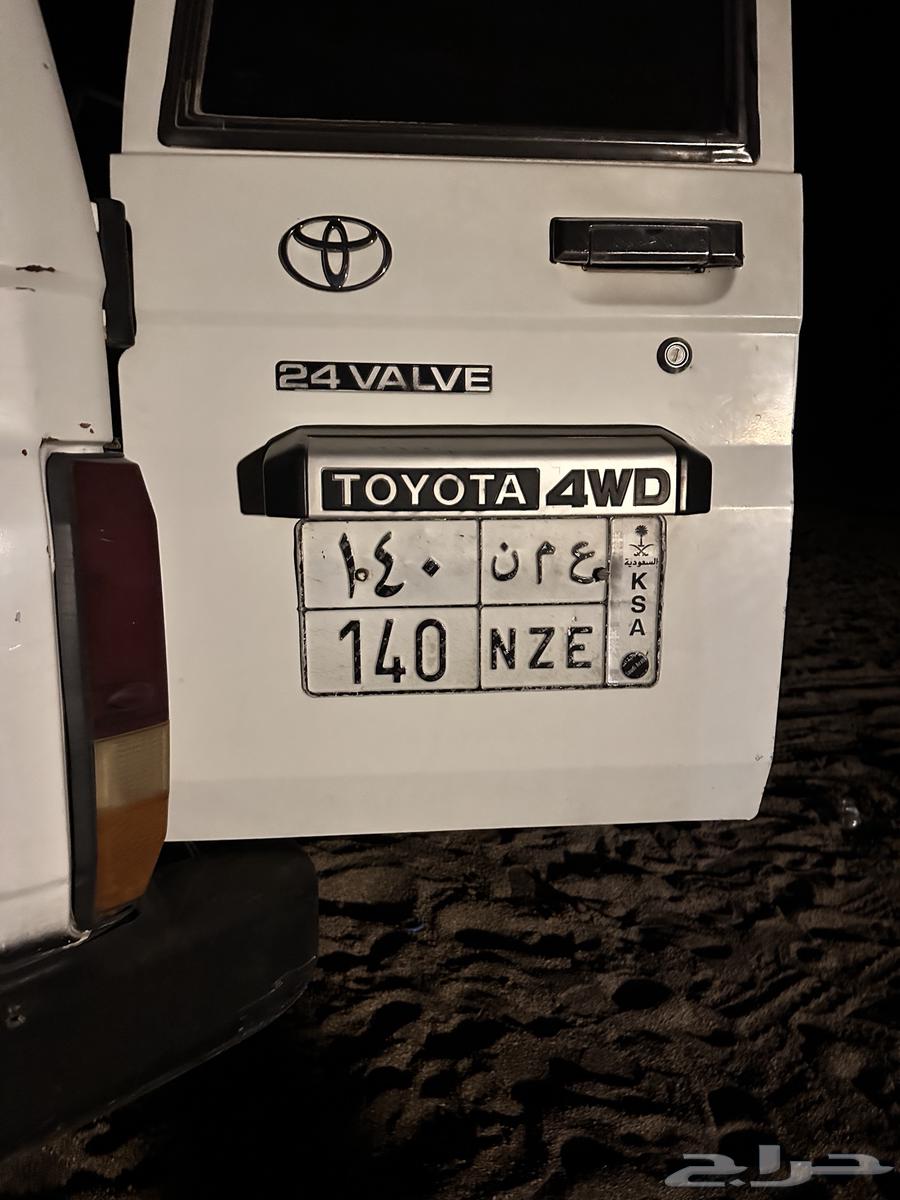 24 VALVE
TOYOTA 4WD
١٤٠ ع م ن
السعودية
140 NZE
K
S
A
حراج